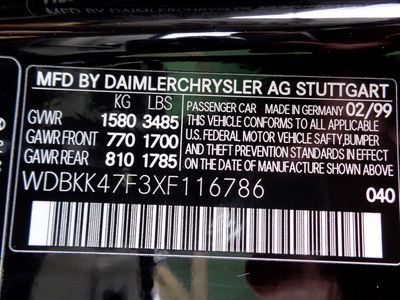 MFD BY DAIMLERCHRYSLER AG STUTTGART
KG LBS
GVWR 1580 3485
GAWR FRONT 770 1700
GAWR REAR 810 1785
PASSENGER CAR MADE IN GERMANY 02/99
THIS VEHICLE CONFORMS TO ALL APPLICABLE
U.S. FEDERAL MOTOR VEHICLE SAFTY,BUMPER
AND THEFT PREVENTION STANDARDS IN EFFECT
ON THE DATE OF MANUFACTURE SHOWN ABOVE
WDBKK47F3XF116786 040